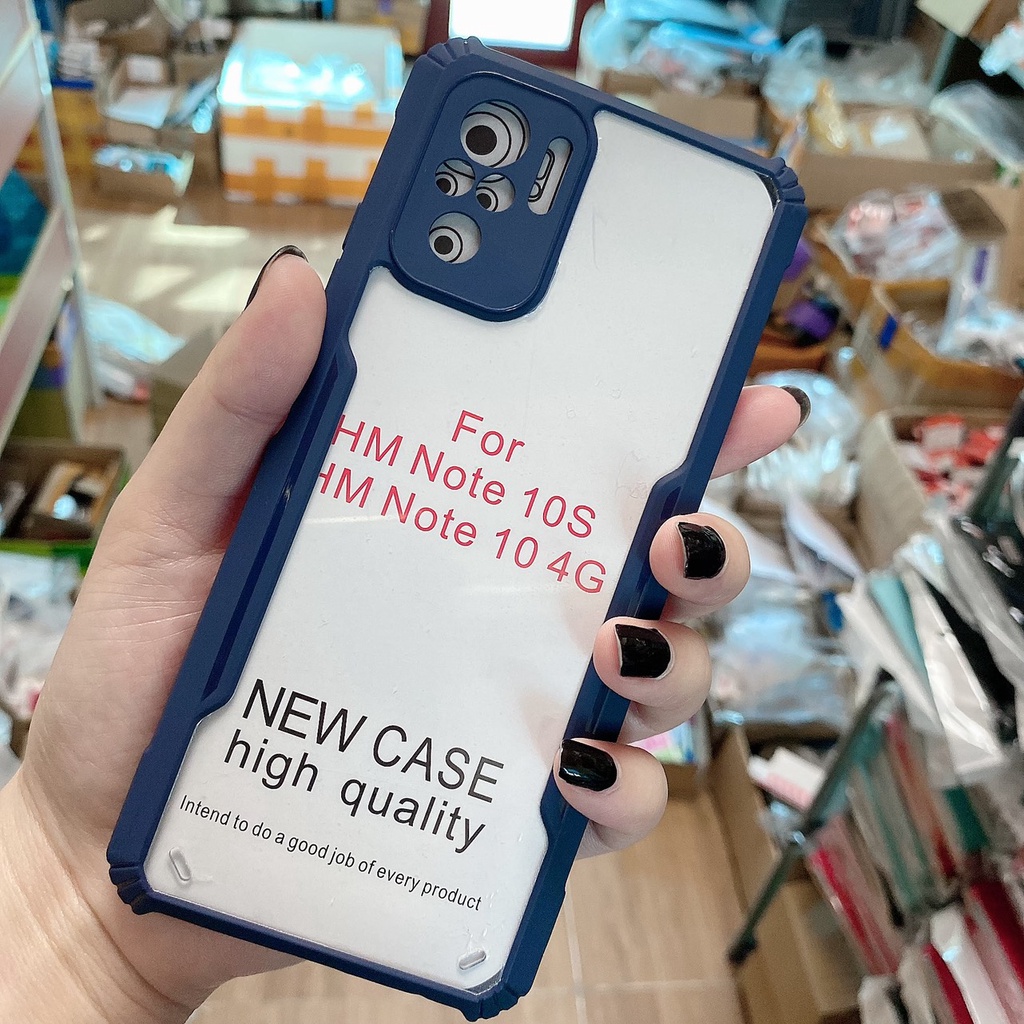 For
HM Note 10S
HM Note 10 4G
NEW CASE
high quality
Intend to do a good job of every product